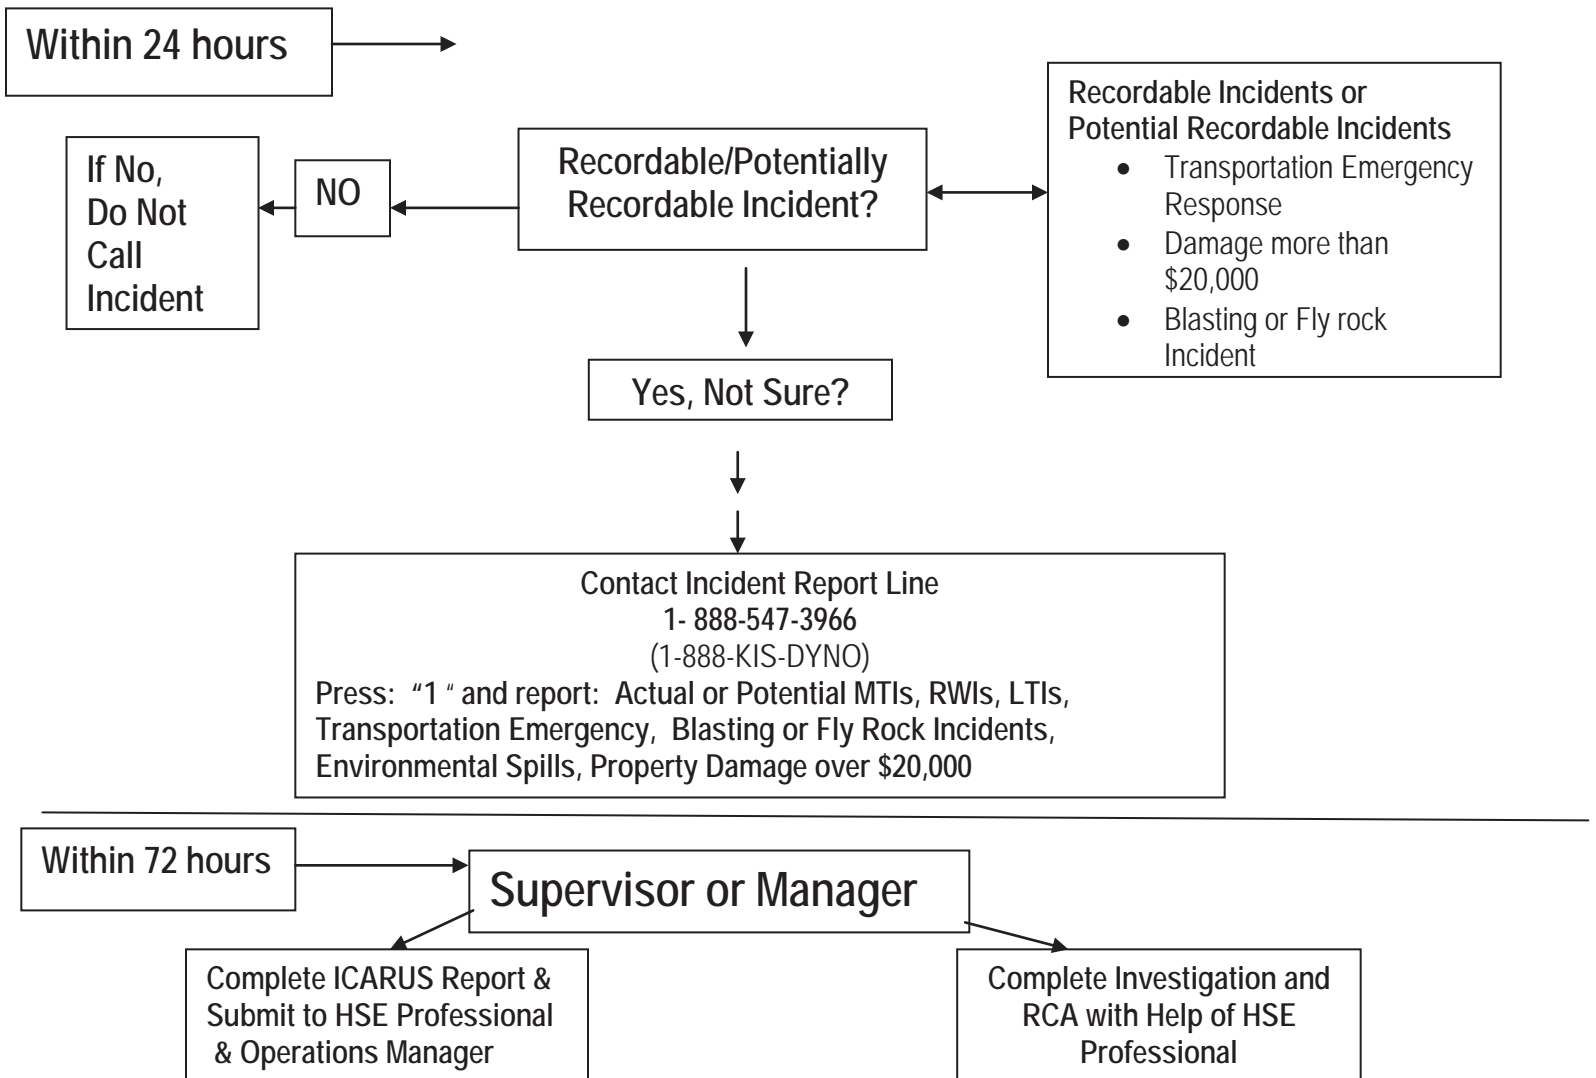 Within 24 hours
If No,
Do Not
Call
Incident
NO
Recordable/Potentially
Recordable Incident?
Recordable Incidents or
Potential Recordable Incidents
• Transportation Emergency
Response
• Damage more than
$20,000
• Blasting or Fly rock
Incident
Yes, Not Sure?
Contact Incident Report Line
1- 888-547-3966
(1-888-KIS-DYNO)
Press: “1 “ and report: Actual or Potential MTIs, RWIs, LTIs,
Transportation Emergency, Blasting or Fly Rock Incidents,
Environmental Spills, Property Damage over $20,000
Within 72 hours
Supervisor or Manager
Complete ICARUS Report &
Submit to HSE Professional
& Operations Manager
Complete Investigation and
RCA with Help of HSE
Professional